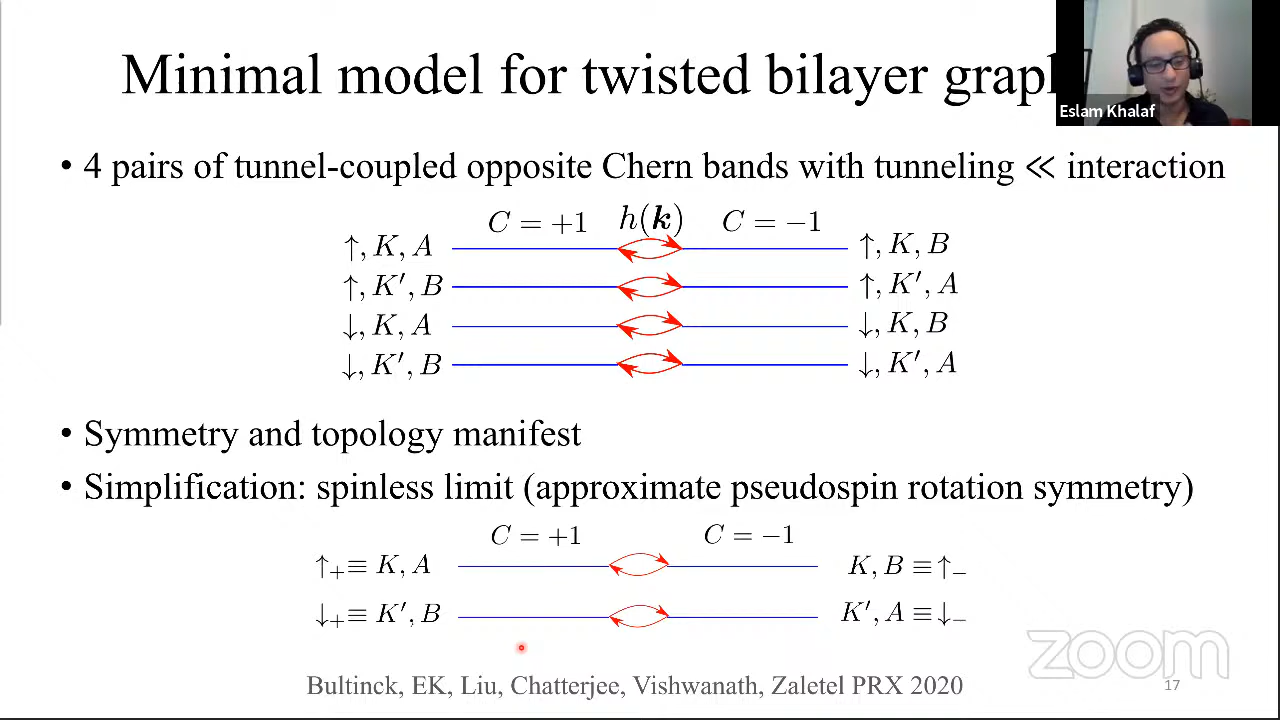 Minimal model for twisted bilayer grap
Eslam Khalaf
• 4 pairs of tunnel-coupled opposite Chern bands with tunneling ≪ interaction
C = +1 h(k) C = −1
↑, K, A ↑, K, B
↑, K′, B ↑, K′, A
↓, K, A ↓, K, B
↓, K′, B ↓, K′, A
• Symmetry and topology manifest
• Simplification: spinless limit (approximate pseudospin rotation symmetry)
C = +1 C = −1
↑₊≡ K, A K, B ≡↑₋
↓₊≡ K′, B K′, A ≡↓₋
zoom
Bultinck, EK, Liu, Chatterjee, Vishwanath, Zaletel PRX 2020
17